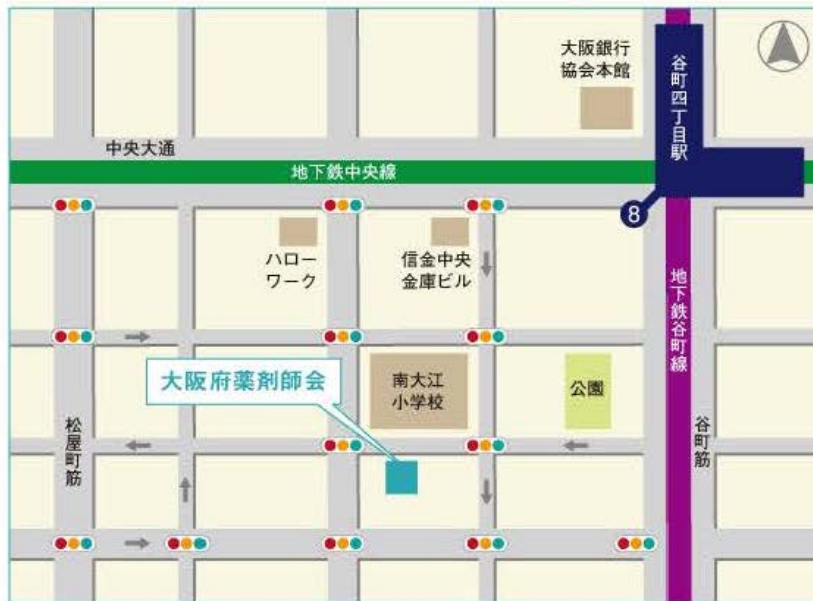 大阪銀行
協会本館
谷町四丁目駅
中央大通
地下鉄中央線
8
ハロー
ワーク
信金中央
金庫ビル
地下鉄谷町線
大阪府薬剤師会
南大江
小学校
公園
松屋町筋
谷町筋